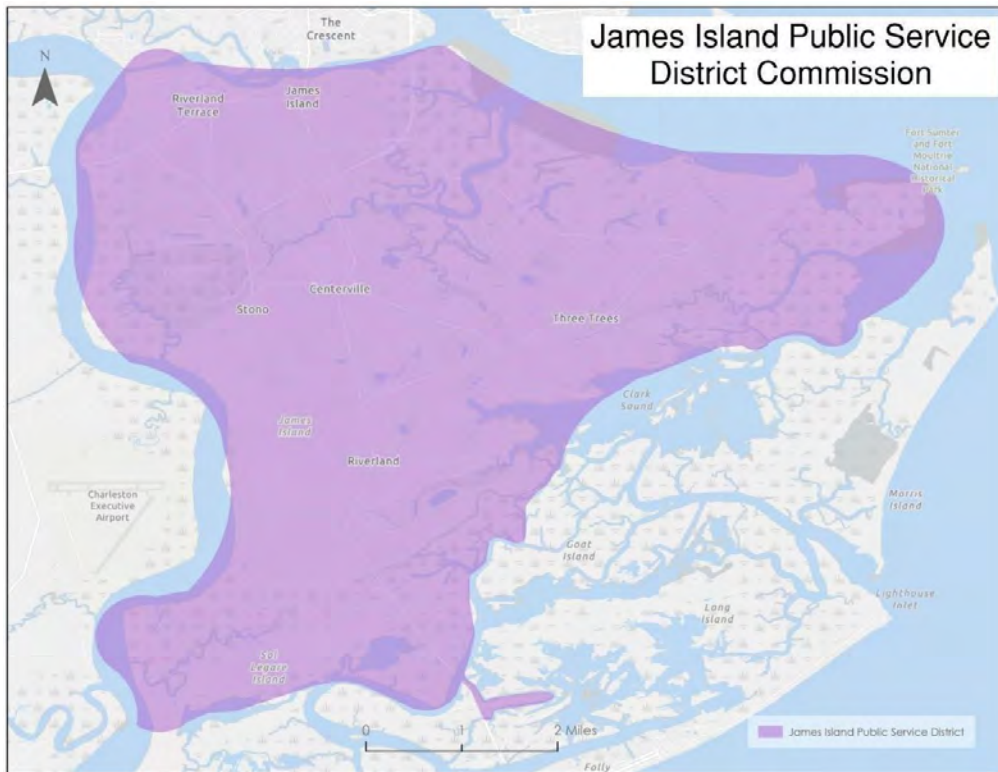 James Island Public Service
District Commission
The
Crescent
N
Riverland
Terrace
James
Island
Fort Sumter
and Fort
Moultrie
National
Historical
Park
Centerville
Stono
Three Trees
Clark
Sound
James
Island
Riverland
Charleston
Executive
Airport
Morris
Island
Goat
Island
Lighthouse
Inlet
Long
Island
Sol
Legare
Island
0 1 2 Miles
James Island Public Service District
Folly